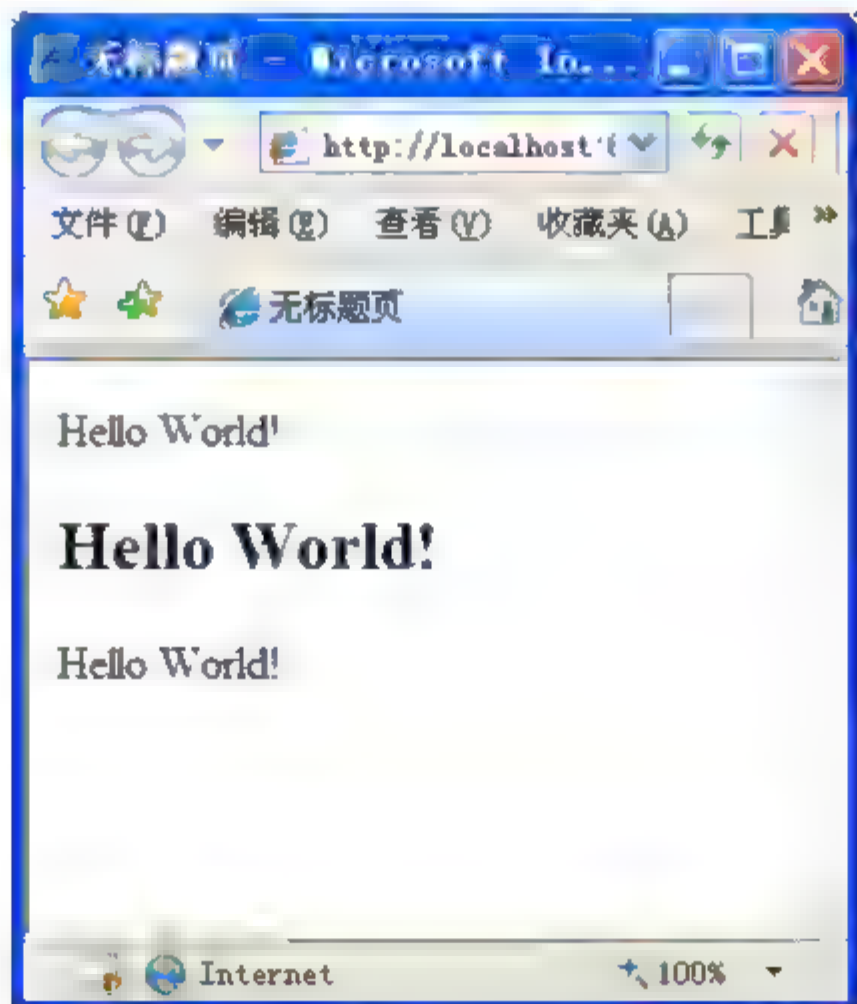 无标题页 - Microsoft In...
http://localhost
文件(F) 编辑(E) 查看(V) 收藏夹(A) 工具 »
无标题页
Hello World!
Hello World!
Hello World!
Internet 100%